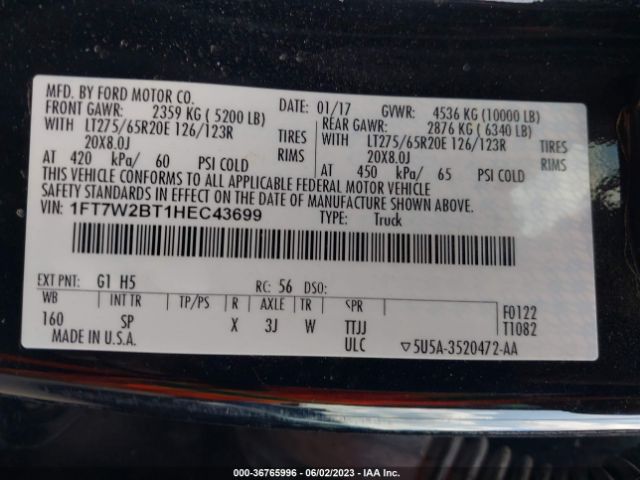 MFD. BY FORD MOTOR CO.
DATE: 01/17 GVWR: 4536 KG (10000 LB)
FRONT GAWR: 2359 KG ( 5200 LB) REAR GAWR: 2876 KG ( 6340 LB)
WITH LT275/65R20E 126/123R TIRES WITH LT275/65R20E 126/123R TIRES
20X8.0J RIMS 20X8.0J RIMS
AT 420 kPa/ 60 PSI COLD AT 450 kPa/ 65 PSI COLD
THIS VEHICLE CONFORMS TO ALL APPLICABLE FEDERAL MOTOR VEHICLE
SAFETY STANDARDS IN EFFECT ON THE DATE OF MANUFACTURE SHOWN ABOVE.
VIN: 1FT7W2BT1HEC43699 TYPE: Truck
EXT PNT: G1 H5 RC: 56 DSO:
WB INT TR TP/PS R AXLE TR SPR F0122
160 SP X 3J W TTJJ T1082
MADE IN U.S.A. ULC ▽5U5A-3520472-AA
000-36765996 - 06/02/2023 - IAA Inc.